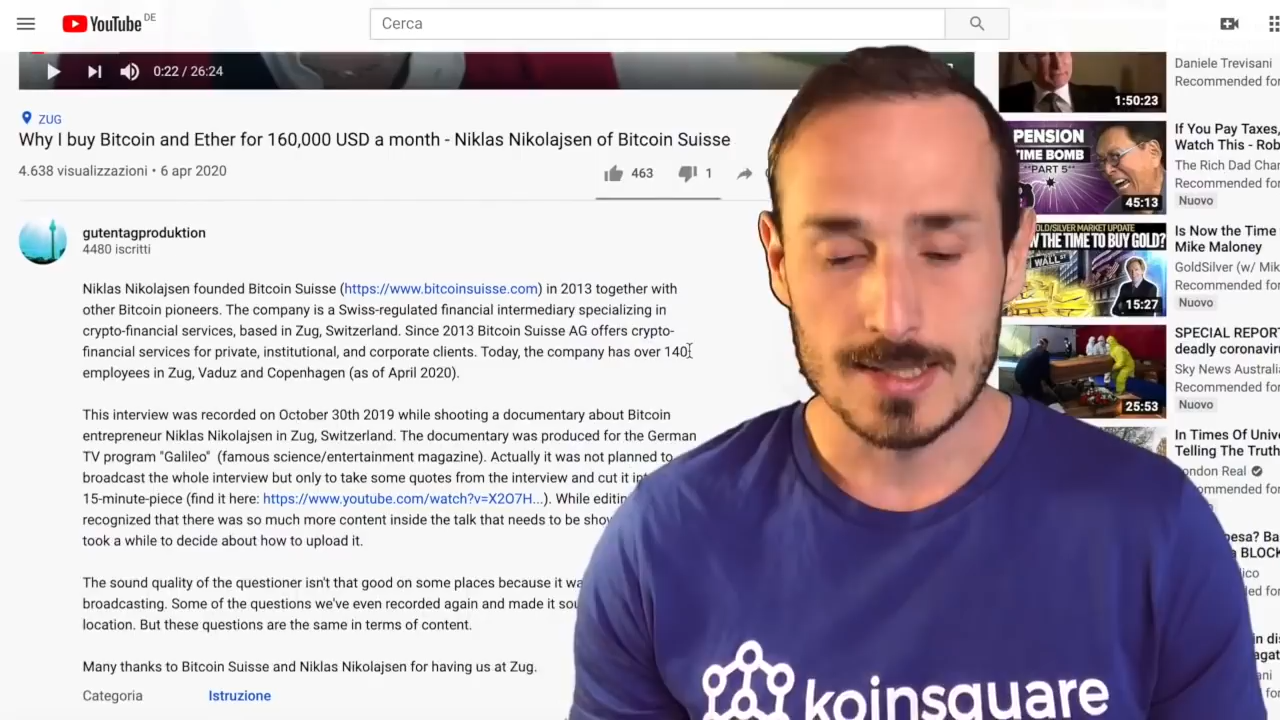 YouTube DE
Cerca
0:22 / 26:24
ZUG
Why I buy Bitcoin and Ether for 160,000 USD a month - Niklas Nikolajsen of Bitcoin Suisse
4.638 visualizzazioni • 6 apr 2020
463
1
gutentagproduktion
4480 iscritti
Niklas Nikolajsen founded Bitcoin Suisse (https://www.bitcoinsuisse.com) in 2013 together with
other Bitcoin pioneers. The company is a Swiss-regulated financial intermediary specializing in
crypto-financial services, based in Zug, Switzerland. Since 2013 Bitcoin Suisse AG offers crypto-
financial services for private, institutional, and corporate clients. Today, the company has over 140
employees in Zug, Vaduz and Copenhagen (as of April 2020).
This interview was recorded on October 30th 2019 while shooting a documentary about Bitcoin
entrepreneur Niklas Nikolajsen in Zug, Switzerland. The documentary was produced for the German
TV program "Galileo" (famous science/entertainment magazine). Actually it was not planned to
broadcast the whole interview but only to take some quotes from the interview and cut it
15-minute-piece (find it here: https://www.youtube.com/watch?v=X2O7H...). While
recognized that there was so much more content inside the talk that needs to be
took a while to decide about how to upload it.
The sound quality of the questioner isn't that good on some places because it
broadcasting. Some of the questions we've even recorded again and made it
location. But these questions are the same in terms of content.
Many thanks to Bitcoin Suisse and Niklas Nikolajsen for having us at Zug.
Categoria Istruzione
Daniele Trevisani
Recommended for
1:50:23
PENSION
TIME BOMB
"PART 5"
45:13
If You Pay Taxes,
Watch This - Rob
The Rich Dad
Recommended for
Nuovo
GOLD/SILVER MARKET UPDATE
THE TIME TO BUY GOLD?
WALL ST
15:27
Is Now the Time
Mike Maloney
GoldSilver (w/
Recommended for
Nuovo
25:53
SPECIAL REPORT
deadly
Sky News Australia
Recommended for
Nuovo
In Times Of
Telling The Truth
Real
koinsquare